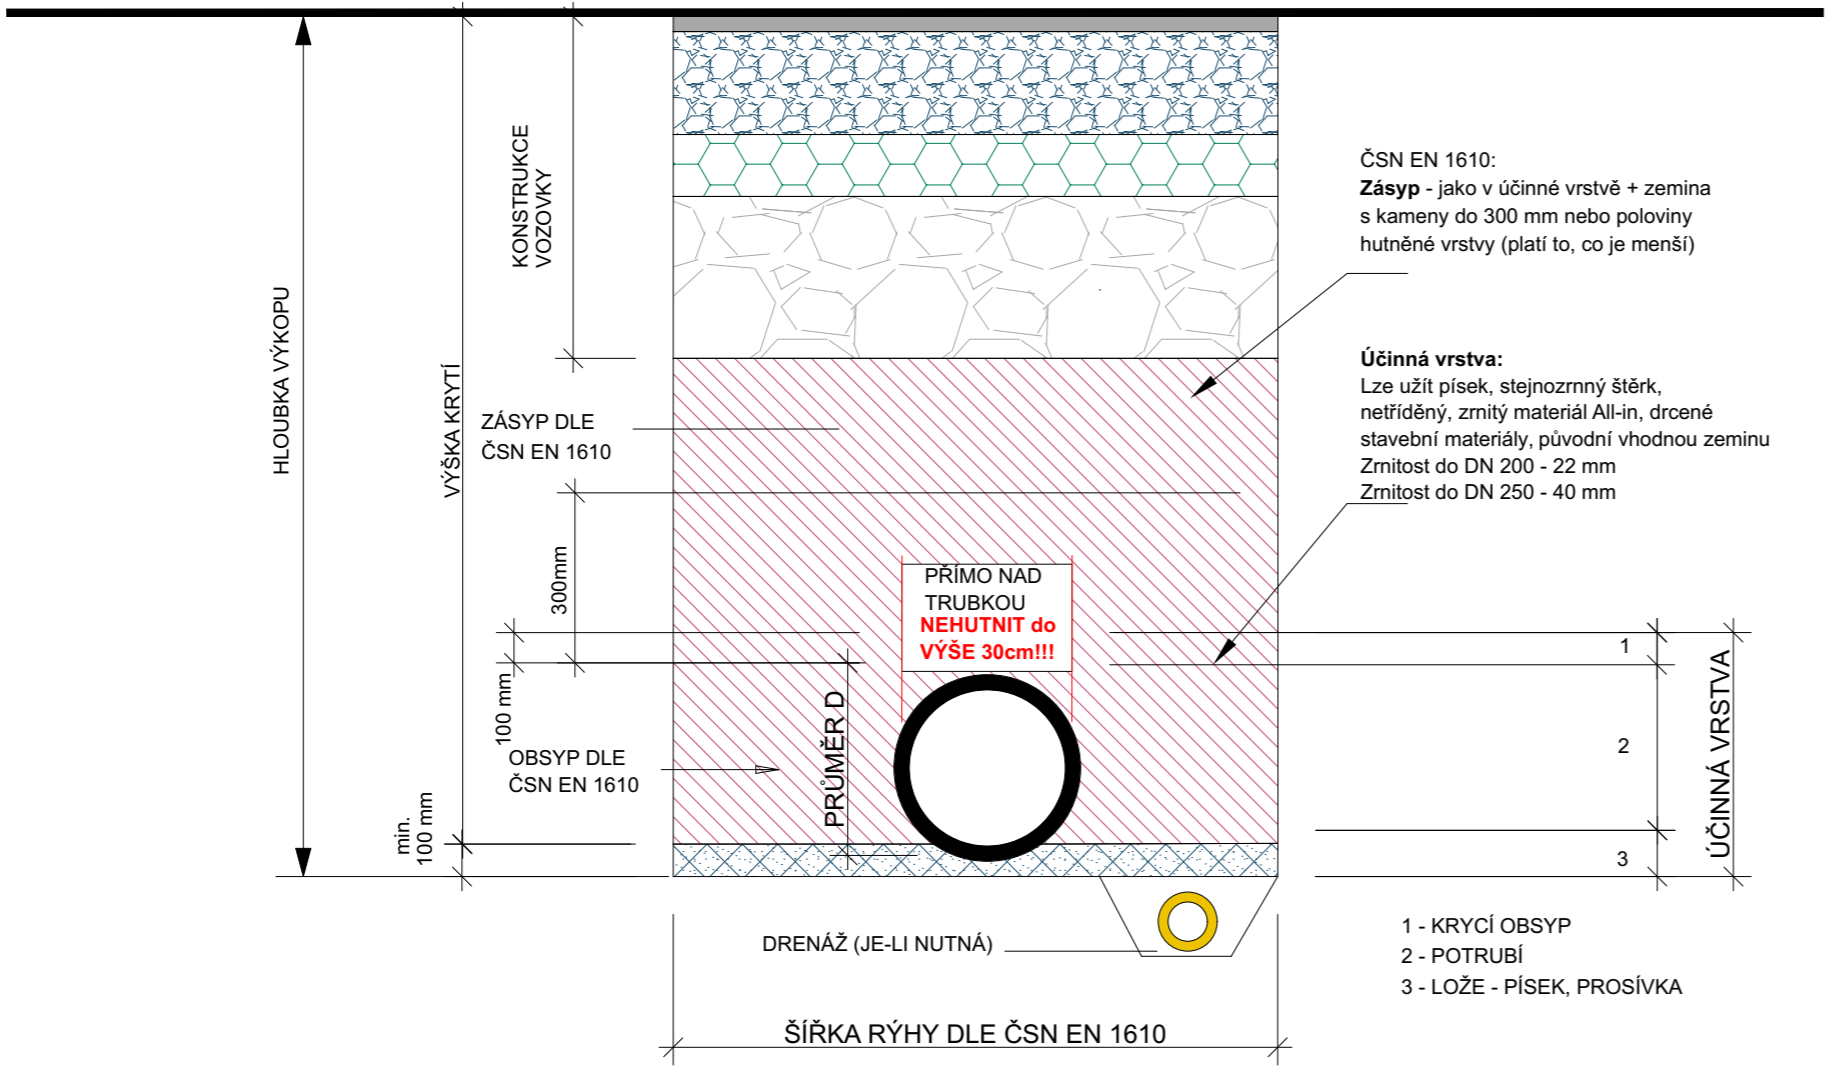 HLOUBKA VÝKOPU
VÝŠKA KRYTÍ
KONSTRUKCE
VOZOVKY
ZÁSYP DLE
ČSN EN 1610
300mm
100 mm
OBSYP DLE
ČSN EN 1610
min.
100 mm
PŘÍMO NAD
TRUBKOU
NEHUTNIT do
VÝŠE 30cm!!!
PRŮMĚR D
DRENÁŽ (JE-LI NUTNÁ)
ŠÍŘKA RÝHY DLE ČSN EN 1610
ČSN EN 1610:
Zásyp - jako v účinné vrstvě + zemina
s kameny do 300 mm nebo poloviny
hutněné vrstvy (platí to, co je menší)
Účinná vrstva:
Lze užít písek, stejnozrnný štěrk,
netříděný, zrnitý materiál All-in, drcené
stavební materiály, původní vhodnou zeminu
Zrnitost do DN 200 - 22 mm
Zrnitost do DN 250 - 40 mm
1
2
3
ÚČINNÁ VRSTVA
1 - KRYCÍ OBSYP
2 - POTRUBÍ
3 - LOŽE - PÍSEK, PROSÍVKA